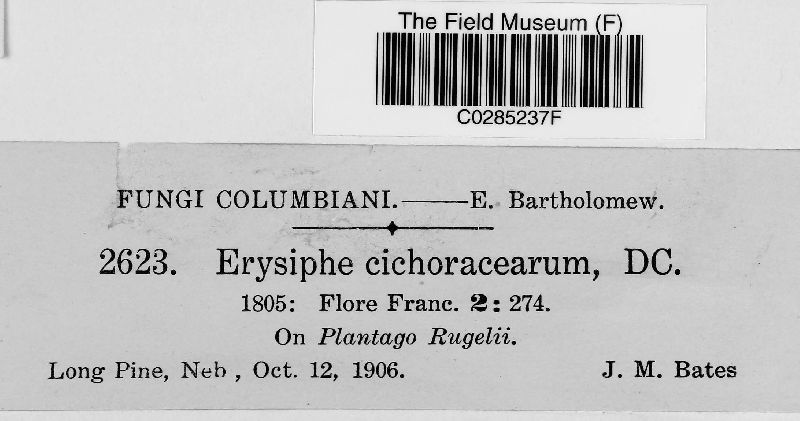 The Field Museum (F)
C0285237F
FUNGI COLUMBIANI.——E. Bartholomew.
2623. Erysiphe cichoracearum, DC.
1805: Flore Franc. 2: 274.
On Plantago Rugelii.
Long Pine, Neb , Oct. 12, 1906. J. M. Bates